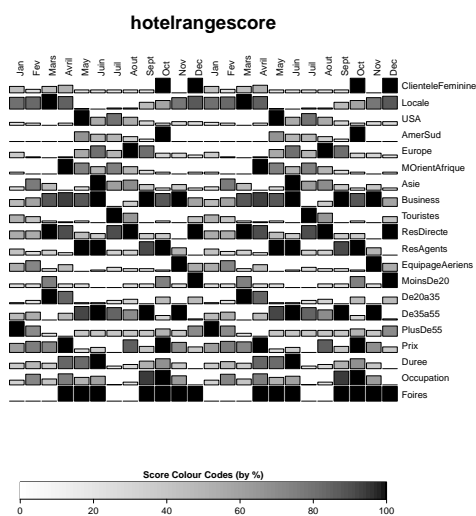 hotelrangescore
Jan Fev Mars Avril May Juin Juil Aout Sept Oct Nov Dec Jan Fev Mars Avril May Juin Juil Aout Sept Oct Nov Dec
ClienteleFeminine
Locale
USA
AmerSud
Europe
MOrientAfrique
Asie
Business
Touristes
ResDirecte
ResAgents
EquipageAeriens
MoinsDe20
De20a35
De35a55
PlusDe55
Prix
Duree
Occupation
Foires
Score Colour Codes (by %)
0 20 40 60 80 100